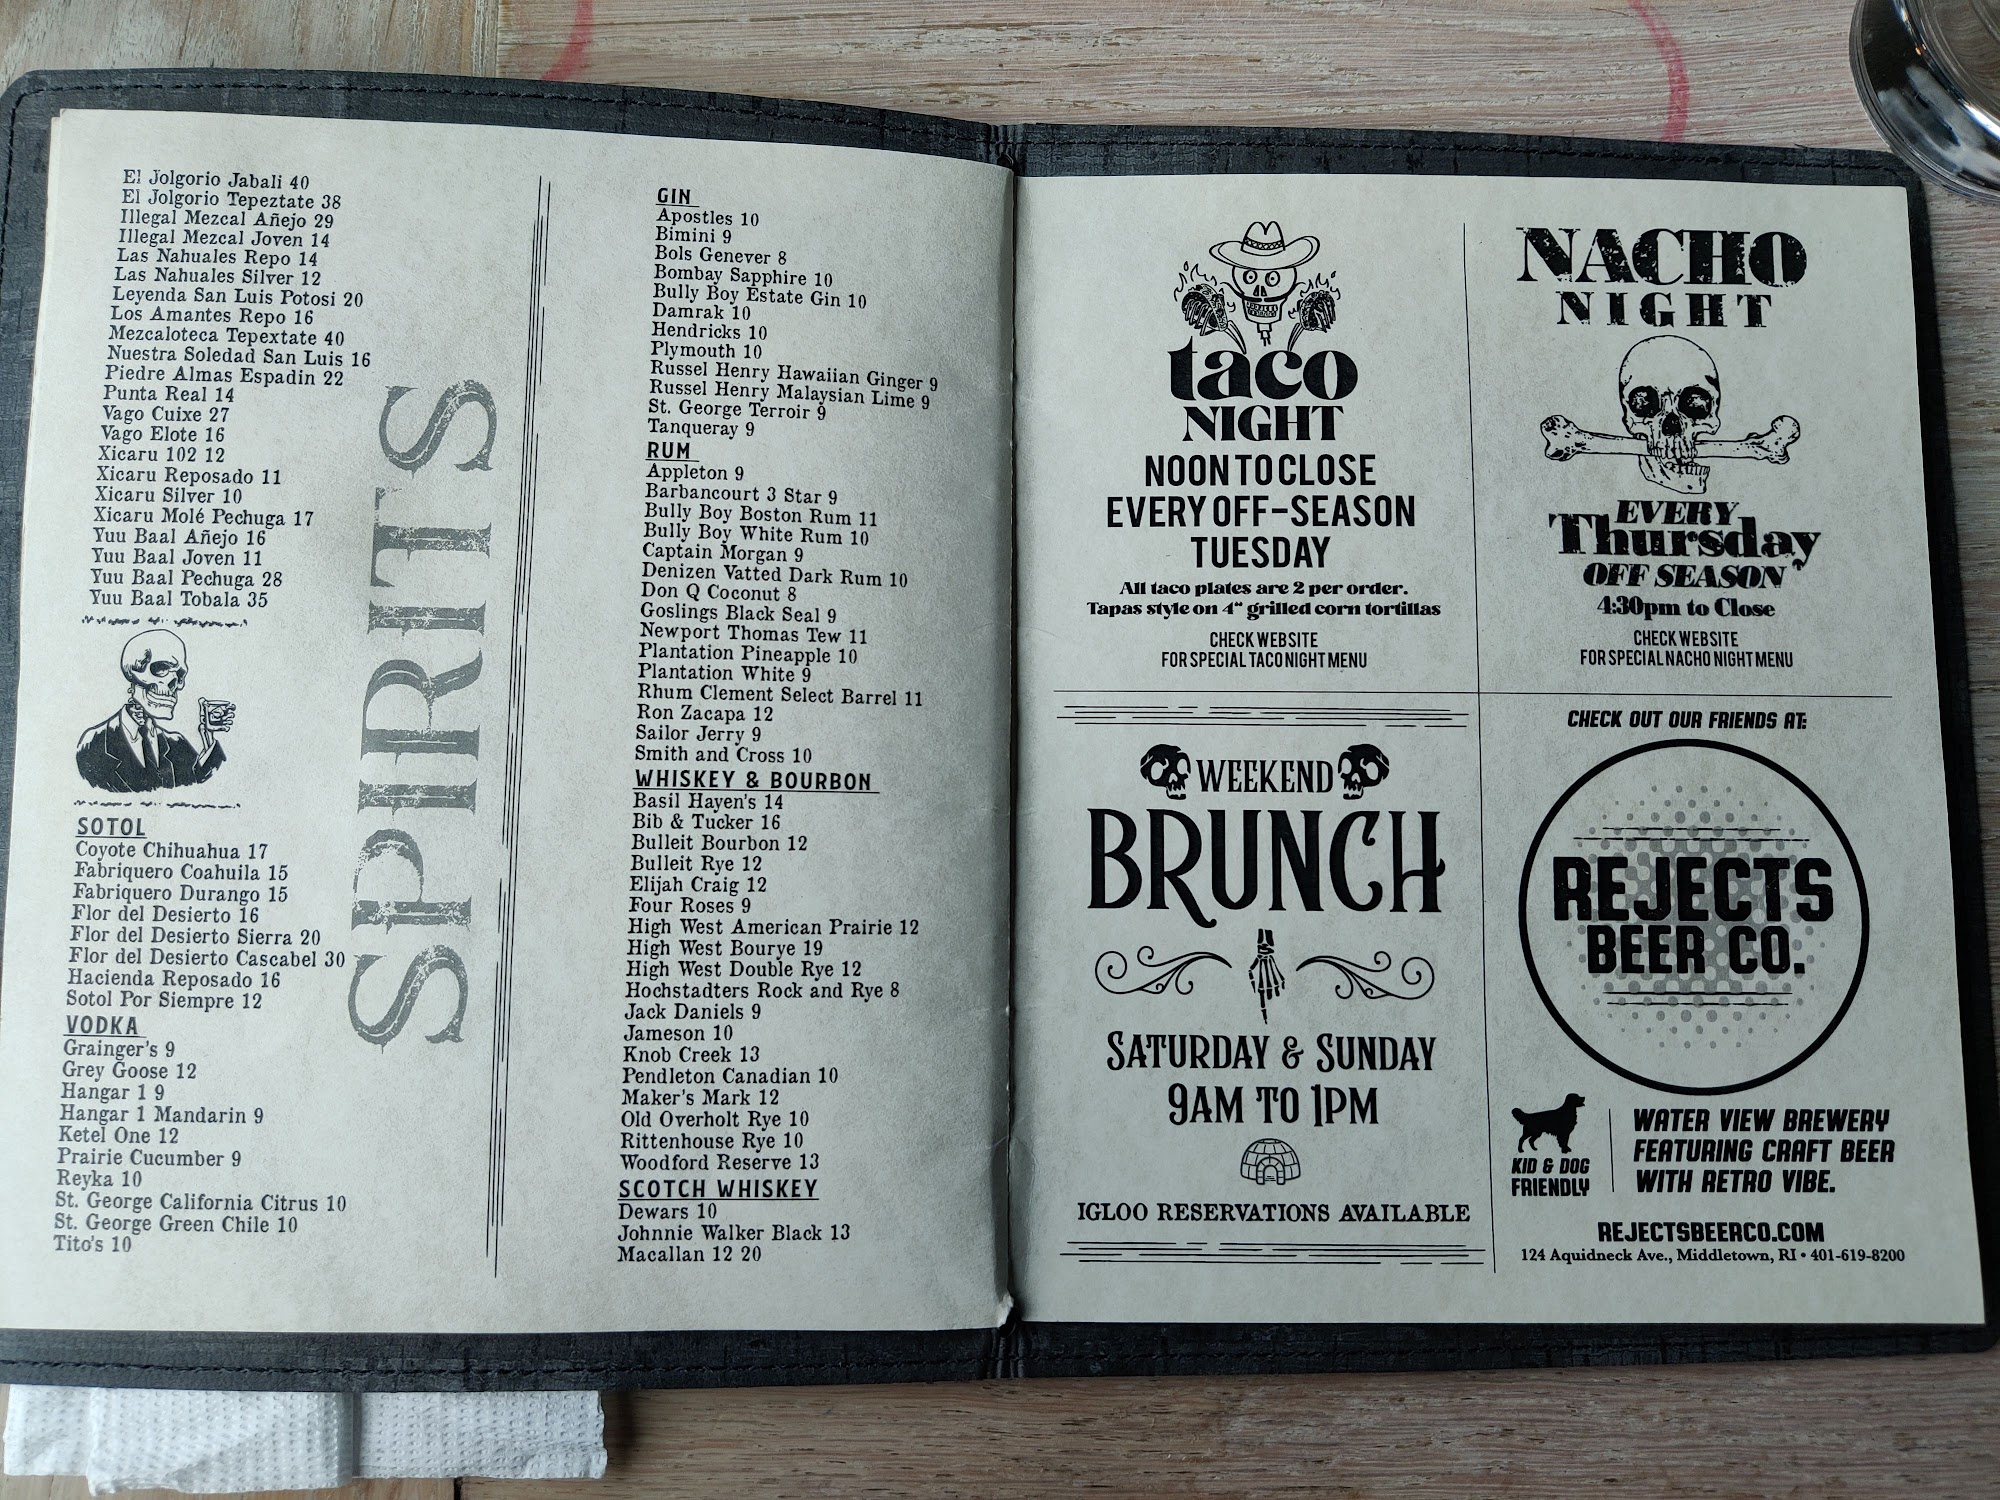 El Jolgorio Jabali 40
El Jolgorio Tepeztate 38
Illegal Mezcal Añejo 29
Illegal Mezcal Joven 14
Las Nahuales Repo 14
Las Nahuales Silver 12
Leyenda San Luis Potosi 20
Los Amantes Repo 16
Mezcaloteca Tepextate 40
Nuestra Soledad San Luis 16
Piedre Almas Espadin 22
Punta Real 14
Vago Cuixe 27
Vago Elote 16
Xicaru 102 12
Xicaru Reposado 11
Xicaru Silver 10
Xicaru Molé Pechuga 17
Yuu Baal Añejo 16
Yuu Baal Joven 11
Yuu Baal Pechuga 28
Yuu Baal Tobala 35
SOTOL
Coyote Chihuahua 17
Fabriquero Coahuila 15
Fabriquero Durango 15
Flor del Desierto 16
Flor del Desierto Sierra 20
Flor del Desierto Cascabel 30
Hacienda Reposado 16
Sotol Por Siempre 12
VODKA
Grainger's 9
Grey Goose 12
Hangar 1 9
Hangar 1 Mandarin 9
Ketel One 12
Prairie Cucumber 9
Reyka 10
St. George California Citrus 10
St. George Green Chile 10
Tito's 10
SPIRITS
GIN
Apostles 10
Bimini 9
Bols Genever 8
Bombay Sapphire 10
Bully Boy Estate Gin 10
Damrak 10
Hendricks 10
Plymouth 10
Russel Henry Hawaiian Ginger 9
Russel Henry Malaysian Lime 9
St. George Terroir 9
Tanqueray 9
RUM
Appleton 9
Barbancourt 3 Star 9
Bully Boy Boston Rum 11
Bully Boy White Rum 10
Captain Morgan 9
Denizen Vatted Dark Rum 10
Don Q Coconut 8
Goslings Black Seal 9
Newport Thomas Tew 11
Plantation Pineapple 10
Plantation White 9
Rhum Clement Select Barrel 11
Ron Zacapa 12
Sailor Jerry 9
Smith and Cross 10
WHISKEY & BOURBON
Basil Hayen's 14
Bib & Tucker 16
Bulleit Bourbon 12
Bulleit Rye 12
Elijah Craig 12
Four Roses 9
High West American Prairie 12
High West Bourye 19
High West Double Rye 12
Hochstadters Rock and Rye 8
Jack Daniels 9
Jameson 10
Knob Creek 13
Pendleton Canadian 10
Maker's Mark 12
Old Overholt Rye 10
Rittenhouse Rye 10
Woodford Reserve 13
SCOTCH WHISKEY
Dewars 10
Johnnie Walker Black 13
Macallan 12 20
taco
NIGHT
NOON TO CLOSE
EVERY OFF-SEASON
TUESDAY
All taco plates are 2 per order.
Tapas style on 4" grilled corn tortillas
CHECK WEBSITE
FOR SPECIAL TACO NIGHT MENU
NACHO
NIGHT
EVERY
Thursday
OFF SEASON
4:30pm to Close
CHECK WEBSITE
FOR SPECIAL NACHO NIGHT MENU
WEEKEND
BRUNCH
SATURDAY & SUNDAY
9AM TO 1PM
IGLOO RESERVATIONS AVAILABLE
CHECK OUT OUR FRIENDS AT:
REJECTS
BEER CO.
KID & DOG
FRIENDLY
WATER VIEW BREWERY
FEATURING CRAFT BEER
WITH RETRO VIBE.
REJECTSBEERCO.COM
124 Aquidneck Ave., Middletown, RI • 401-619-8200